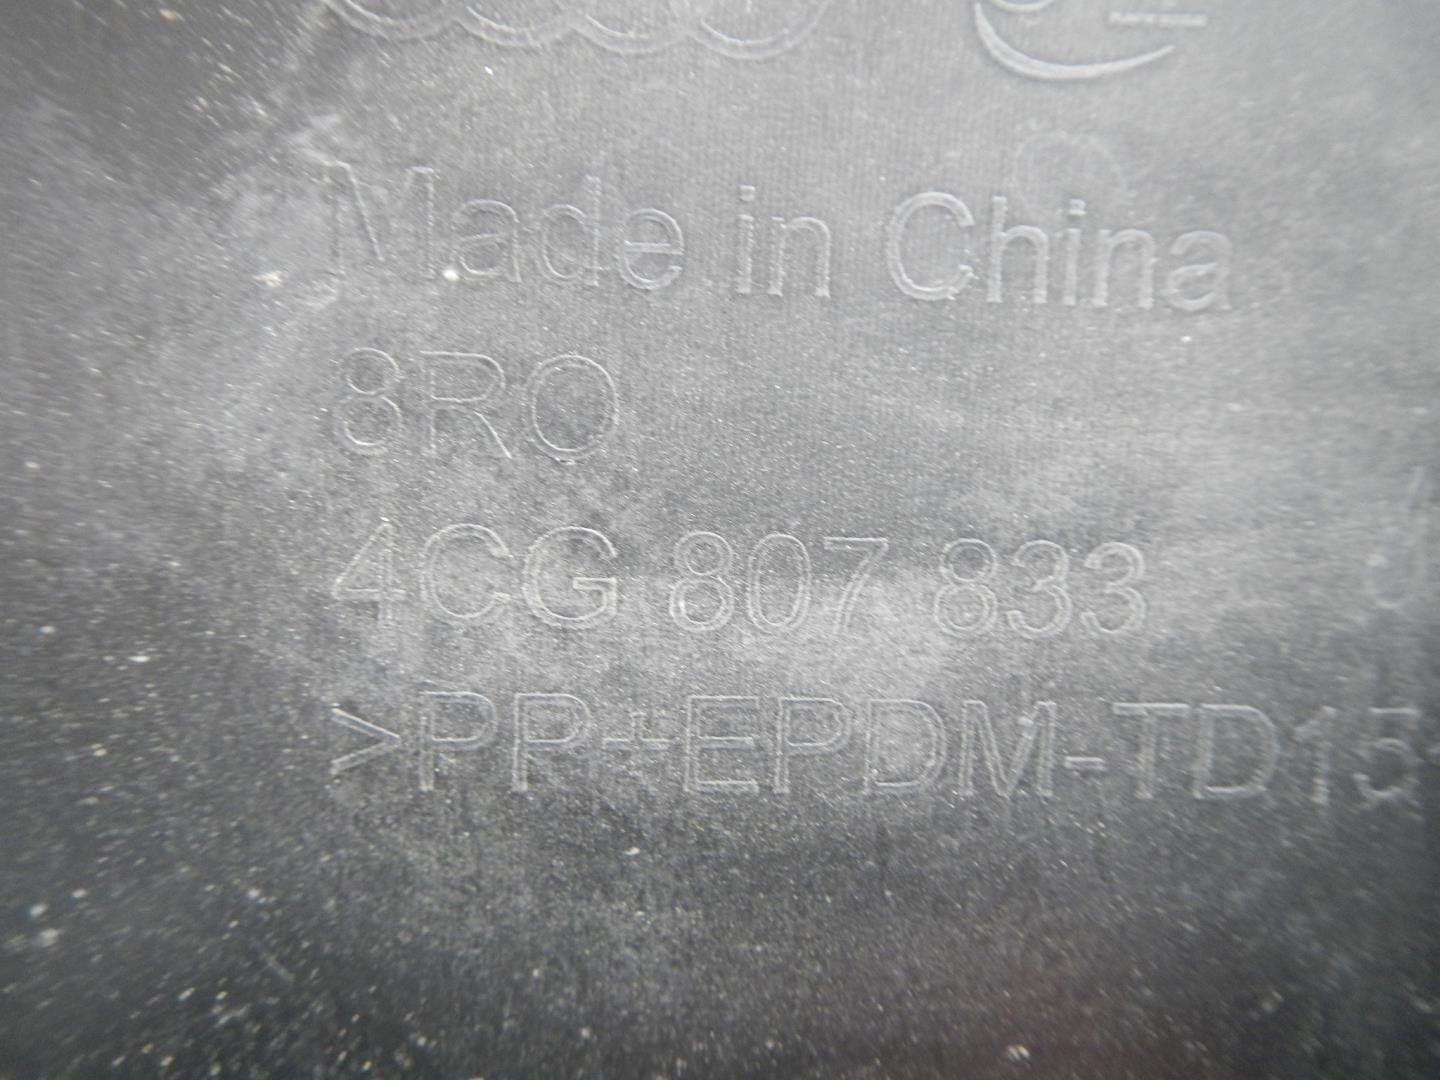 Made in China
8RO
4CG 807 833
>PP+EPDM-TD15